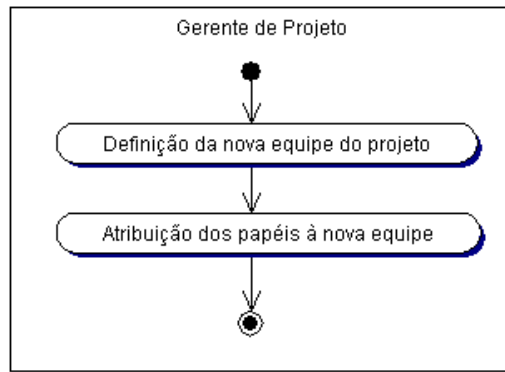 Gerente de Projeto
Definição da nova equipe do projeto
Atribuição dos papéis à nova equipe